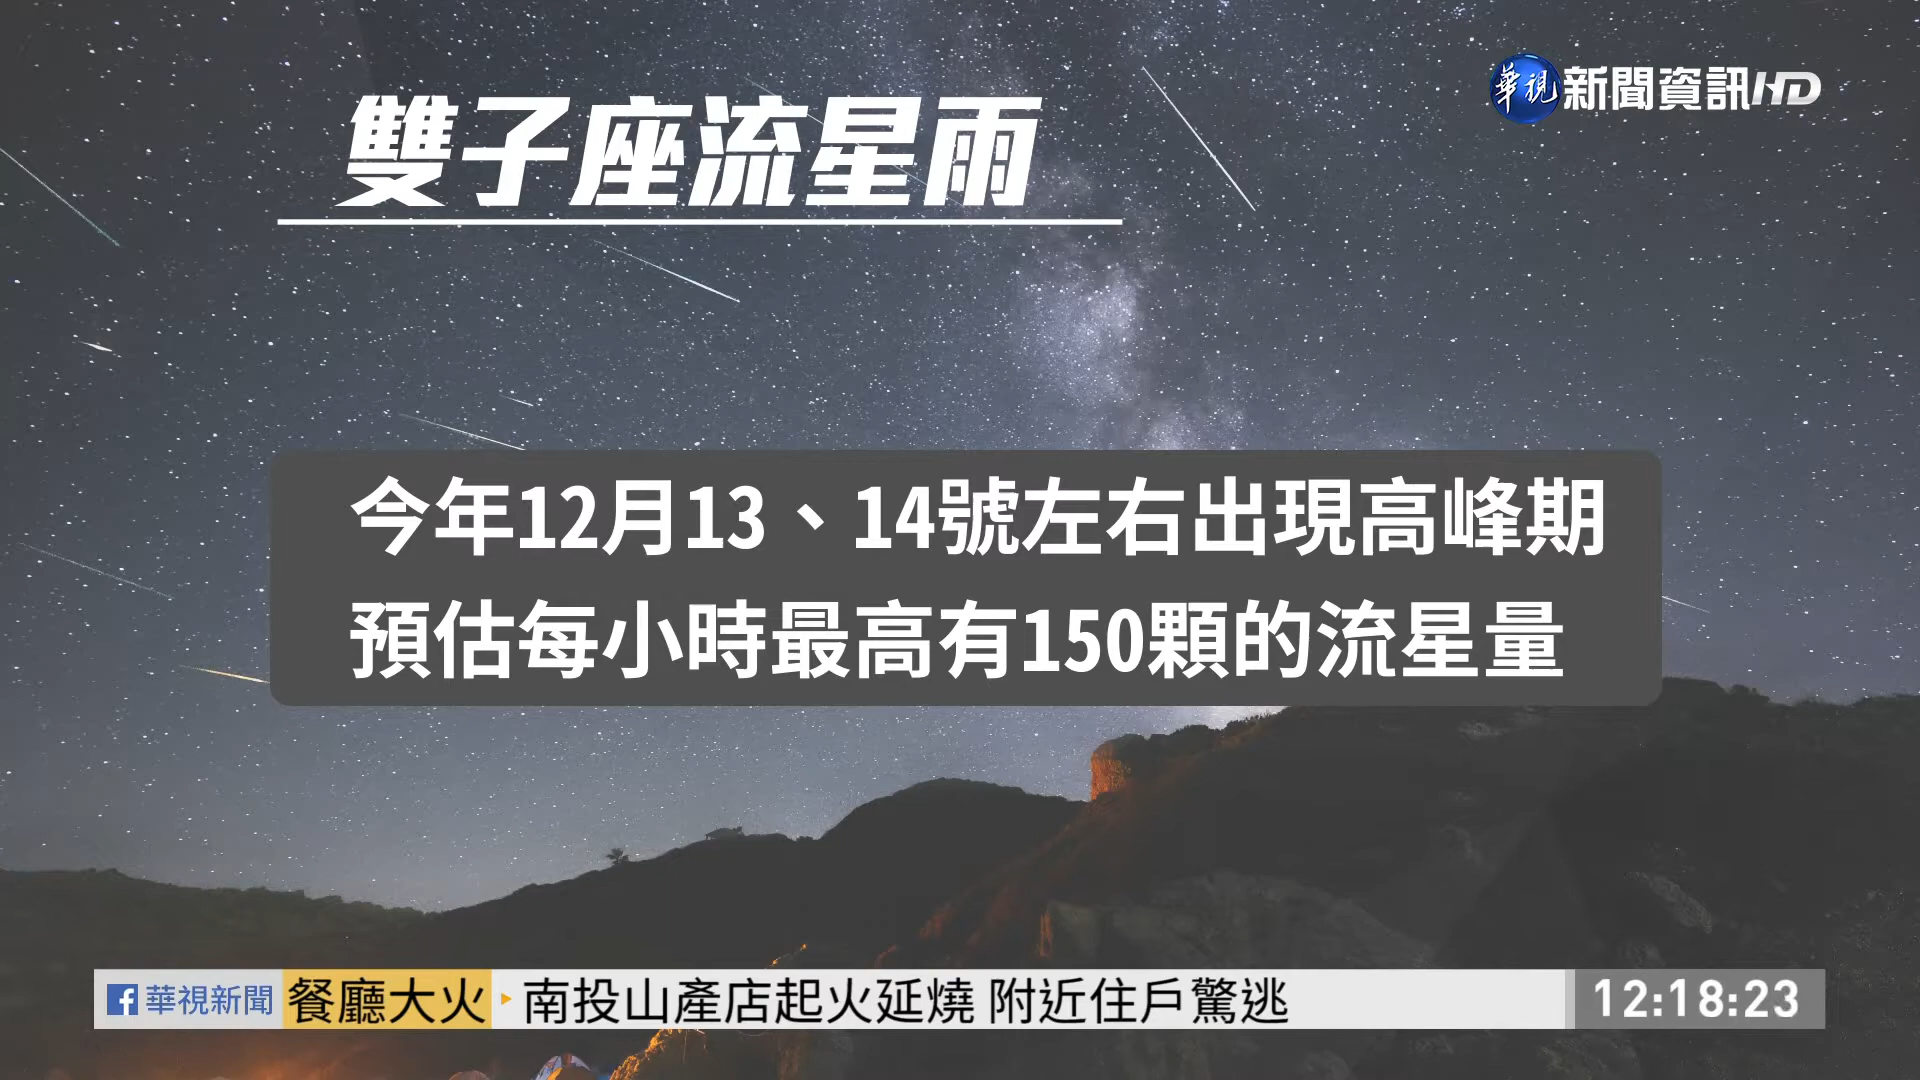 華視新聞資訊HD
雙子座流星雨
今年12月13、14號左右出現高峰期
預估每小時最高有150顆的流星量
f 華視新聞 餐廳大火 南投山產店起火延燒 附近住戶驚逃 12:18:23